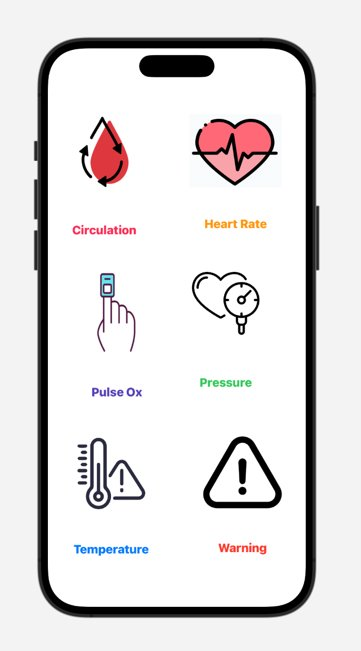 Circulation
Heart Rate
Pulse Ox
Pressure
Temperature
Warning